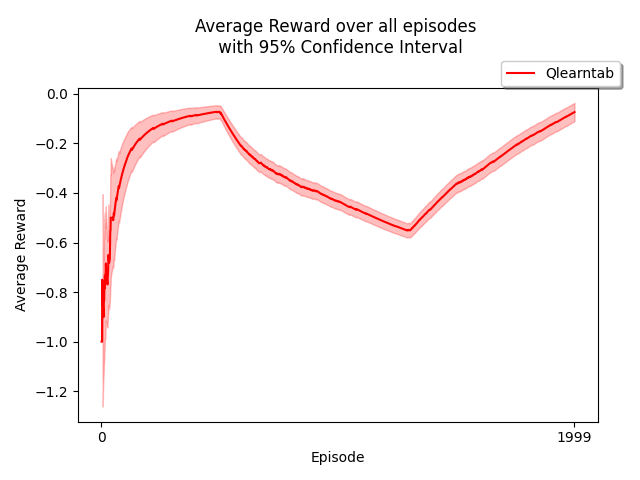 Average Reward over all episodes
with 95% Confidence Interval
Qlearntab
0.0
−0.2
−0.4
−0.6
−0.8
−1.0
−1.2
Average Reward
0
1999
Episode